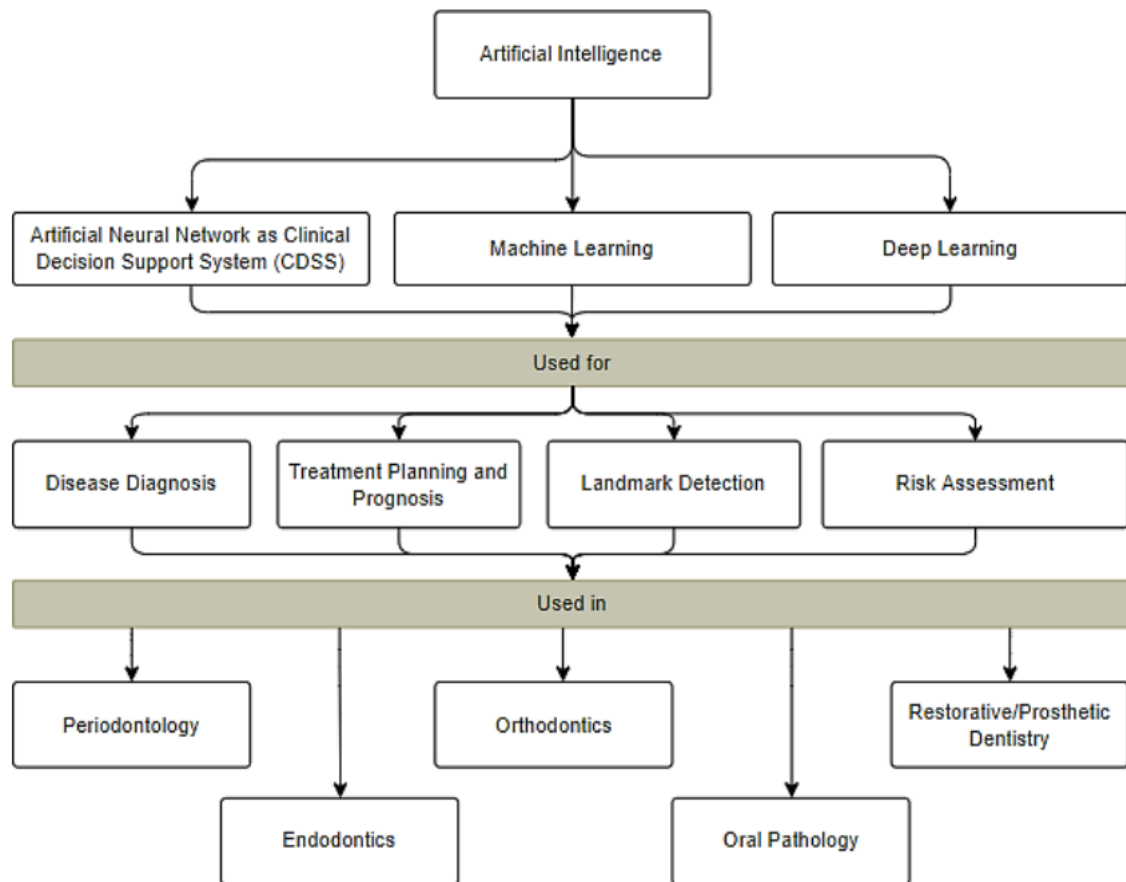 Artificial Intelligence
Artificial Neural Network as Clinical
Decision Support System (CDSS)
Machine Learning
Deep Learning
Used for
Disease Diagnosis
Treatment Planning and
Prognosis
Landmark Detection
Risk Assessment
Used in
Periodontology
Orthodontics
Restorative/Prosthetic
Dentistry
Endodontics
Oral Pathology